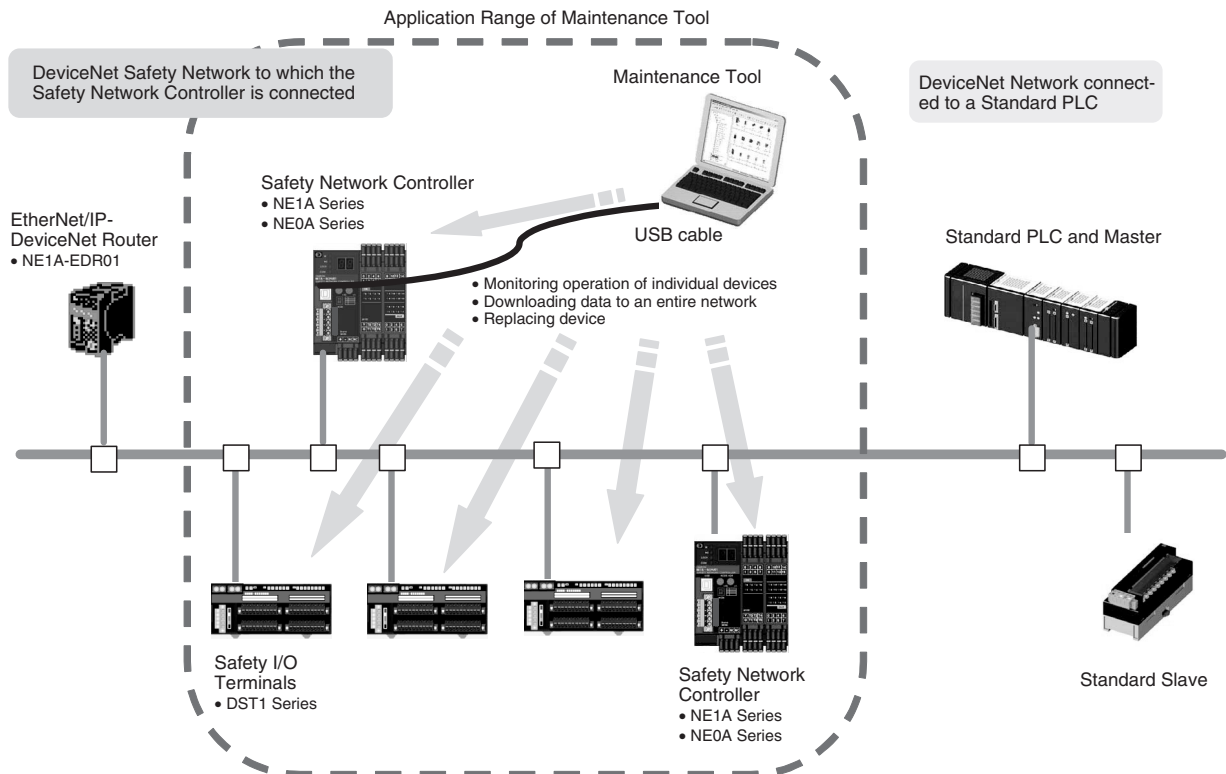 Application Range of Maintenance Tool
DeviceNet Safety Network to which the
Safety Network Controller is connected
Maintenance Tool
DeviceNet Network connect-
ed to a Standard PLC
Safety Network Controller
• NE1A Series
• NE0A Series
USB cable
EtherNet/IP-
DeviceNet Router
• NE1A-EDR01
Standard PLC and Master
• Monitoring operation of individual devices
• Downloading data to an entire network
• Replacing device
Safety I/O
Terminals
• DST1 Series
Safety Network
Controller
• NE1A Series
• NE0A Series
Standard Slave